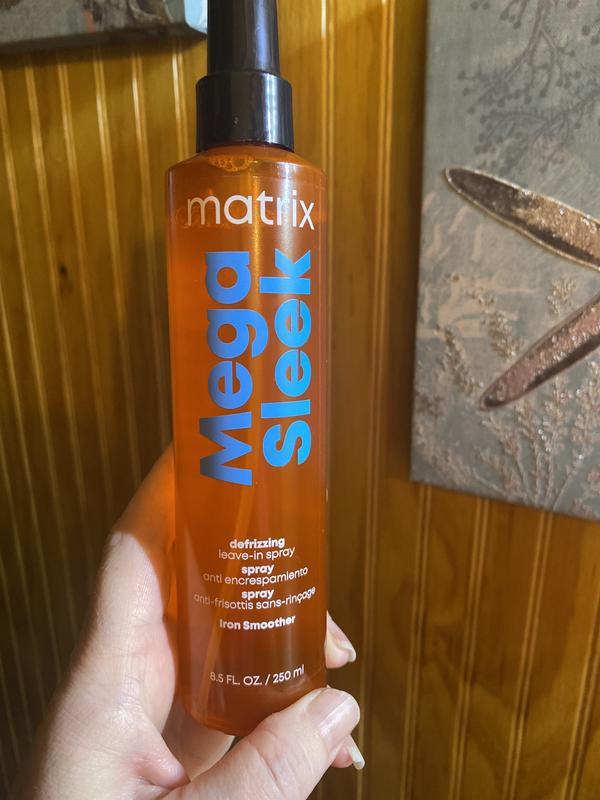 matrix
Mega
Sleek
defrizzing
leave-in spray
spray
anti encrespamiento
spray
anti-frisottis sans-rinçage
Iron Smoother
8.5 FL. OZ. / 250 ml